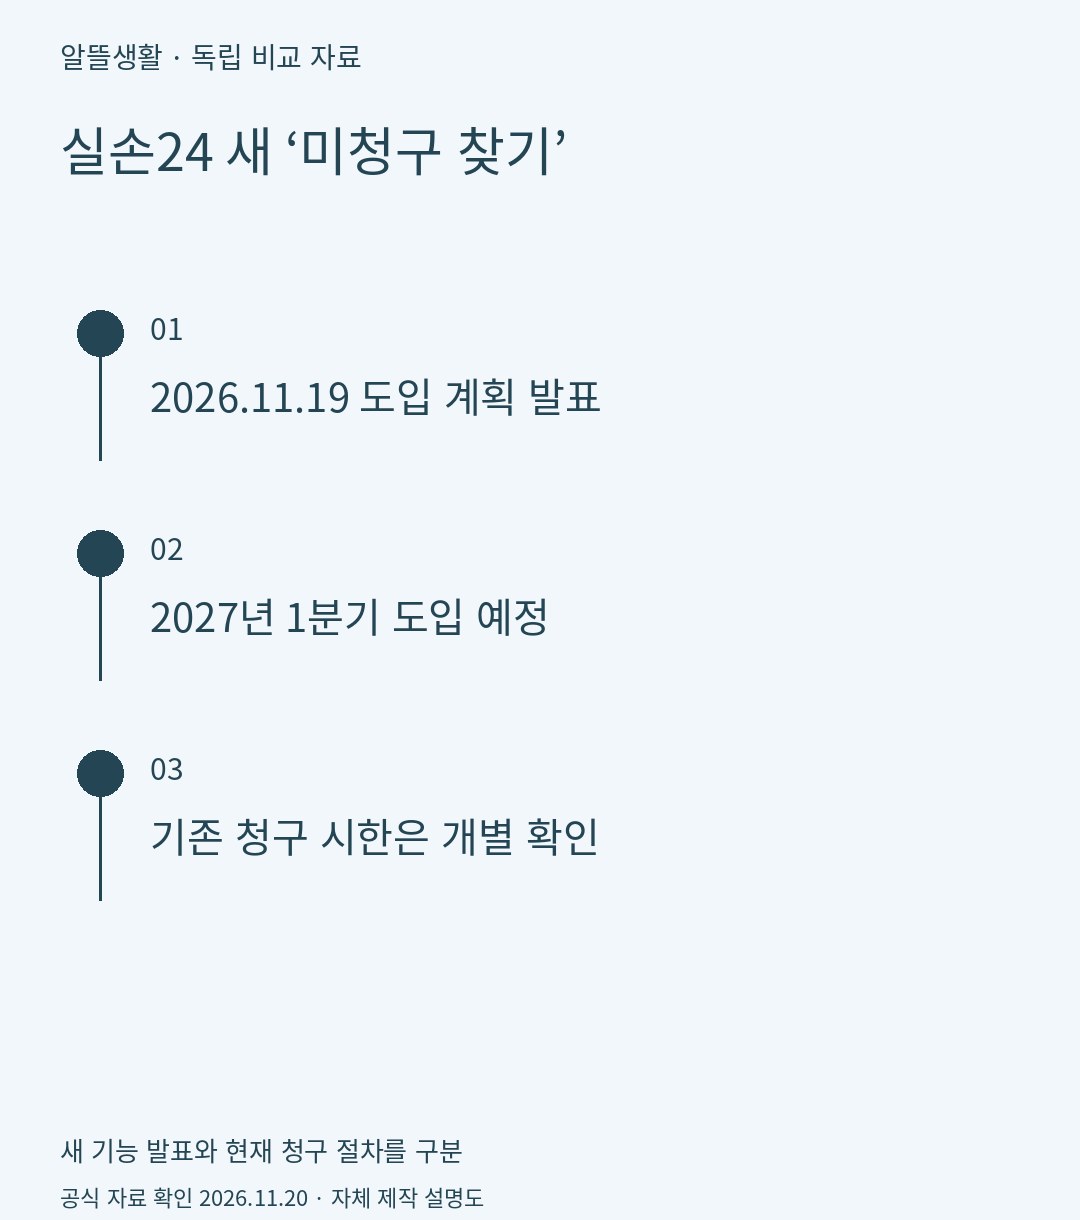 알뜰생활 · 독립 비교 자료
실손24 새 ‘미청구 찾기’
01
2026.11.19 도입 계획 발표
02
2027년 1분기 도입 예정
03
기존 청구 시한은 개별 확인
새 기능 발표와 현재 청구 절차를 구분
공식 자료 확인 2026.11.20 · 자체 제작 설명도